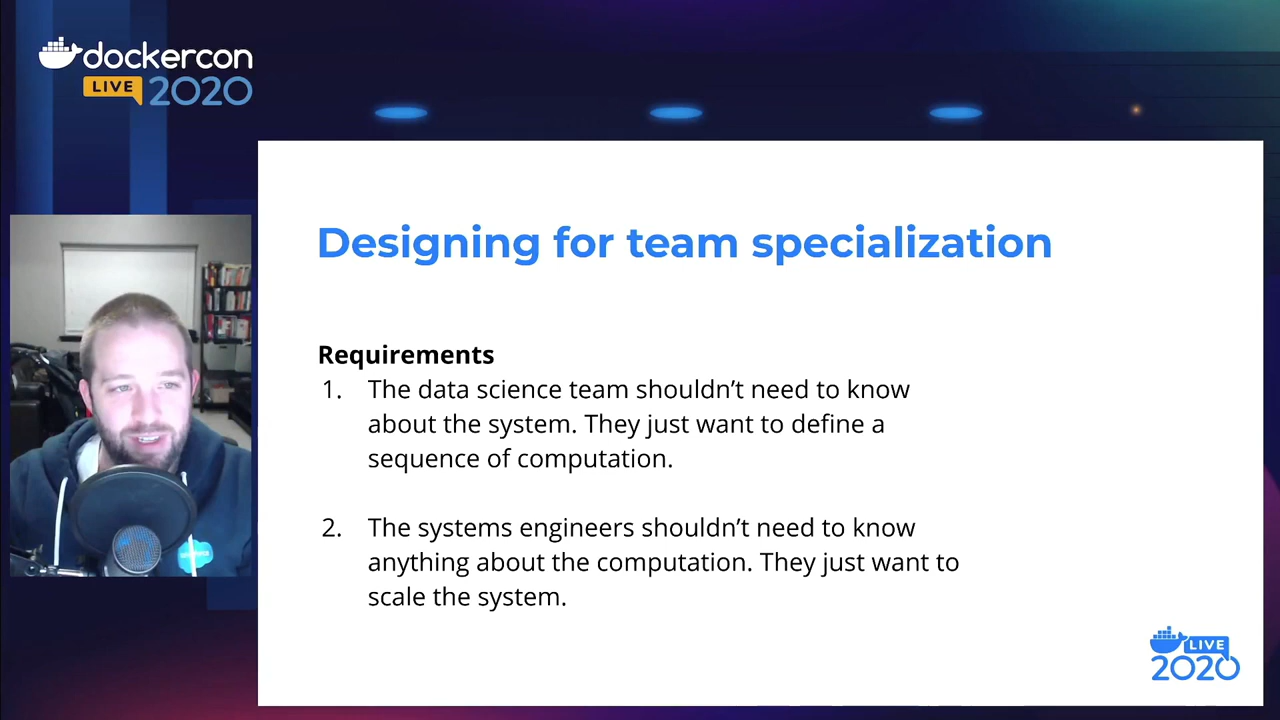 dockercon
LIVE 2020
Designing for team specialization
Requirements
1. The data science team shouldn’t need to know
about the system. They just want to define a
sequence of computation.
2. The systems engineers shouldn’t need to know
anything about the computation. They just want to
scale the system.
LIVE
2020